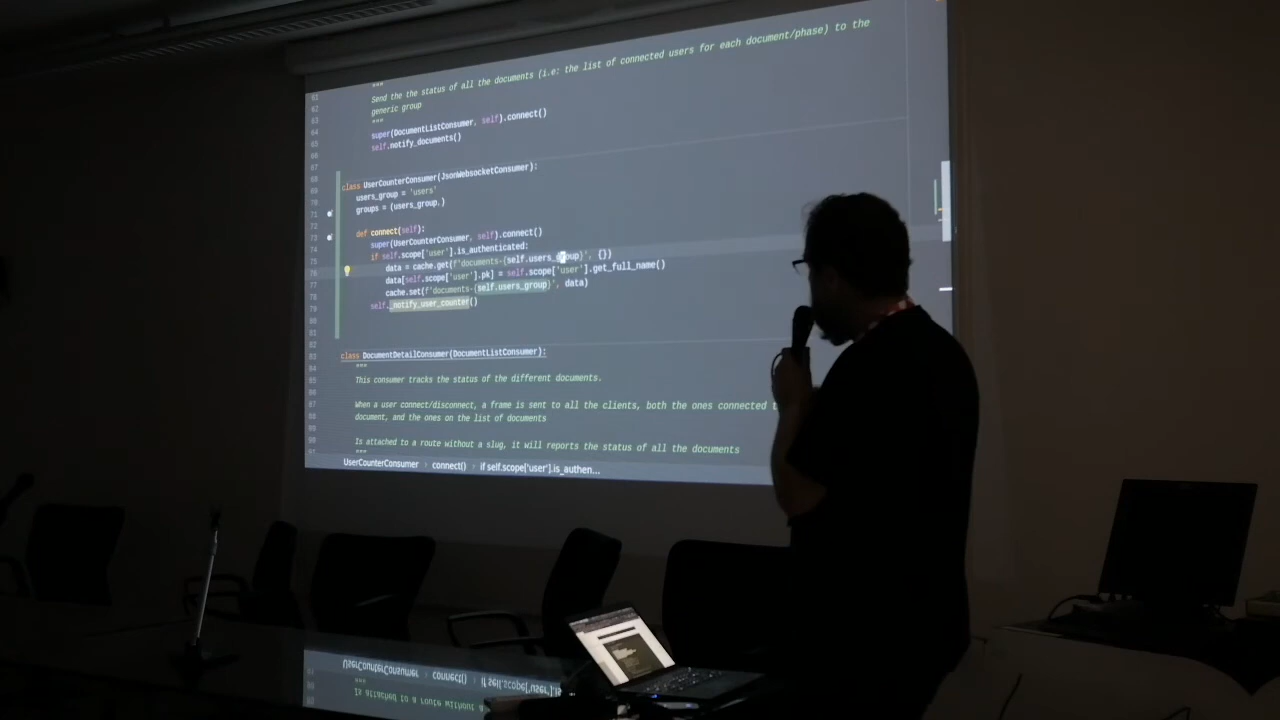 """
Send the the status of all the documents (i.e: the list of connected users for each document/phase) to the
generic group
"""
super(DocumentListConsumer, self).connect()
self.notify_documents()
class UserCounterConsumer(JsonWebsocketConsumer):
users_group = 'users'
groups = (users_group,)
def connect(self):
super(UserCounterConsumer, self).connect()
if self.scope['user'].is_authenticated:
data = cache.get(f'documents-{self.users_group}', {})
data[self.scope['user'].pk] = self.scope['user'].get_full_name()
cache.set(f'documents-{self.users_group}', data)
self._notify_user_counter()
class DocumentDetailConsumer(DocumentListConsumer):
"""
This consumer tracks the status of the different documents.
When a user connect/disconnect, a frame is sent to all the clients, both the ones connected
document, and the ones on the list of documents
Is attached to a route without a slug, it will reports the status of all the documents
"""
UserCounterConsumer › connect() › if self.scope['user'].is_authen...